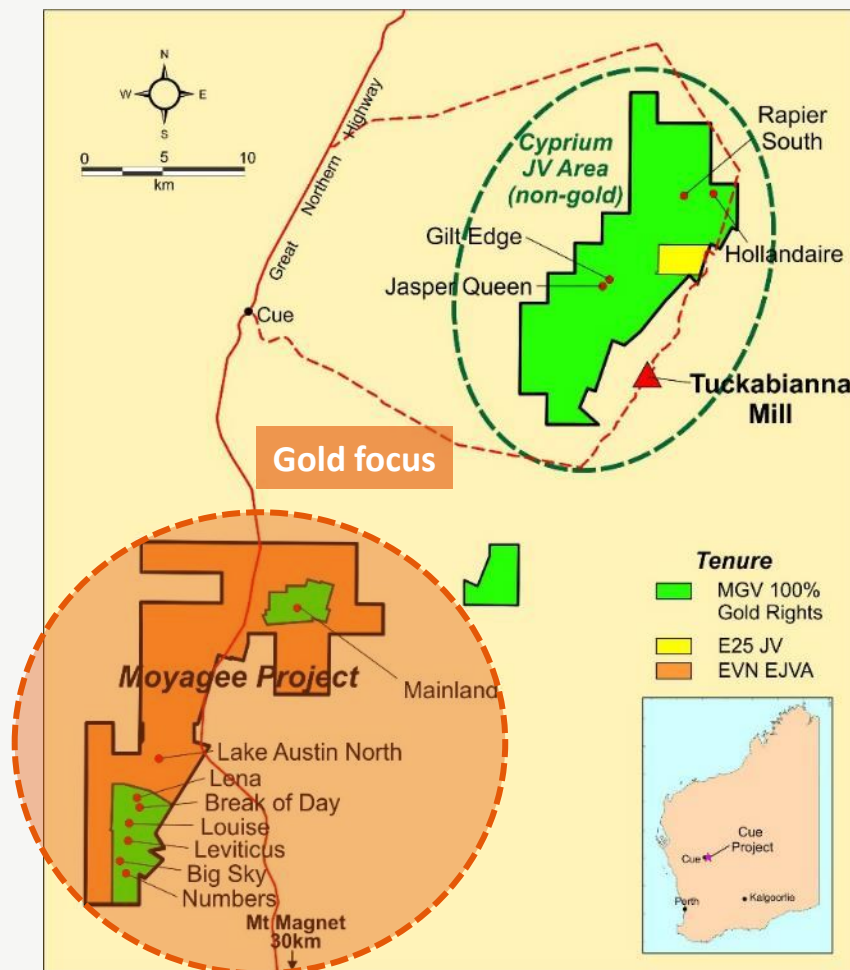 N
W E
S
0 5 10
km
Great Northern Highway
Cyprium
JV Area
(non-gold)
Rapier
South
Gilt Edge
Hollandaire
Jasper Queen
Cue
Tuckabianna
Mill
Gold focus
Tenure
MGV 100%
Gold Rights
E25 JV
EVN EJVA
Moyagee Project
Mainland
Lake Austin North
Lena
Break of Day
Louise
Leviticus
Big Sky
Numbers
Mt Magnet
30km
Cue
Project
Cue
Kalgoorlie
Perth